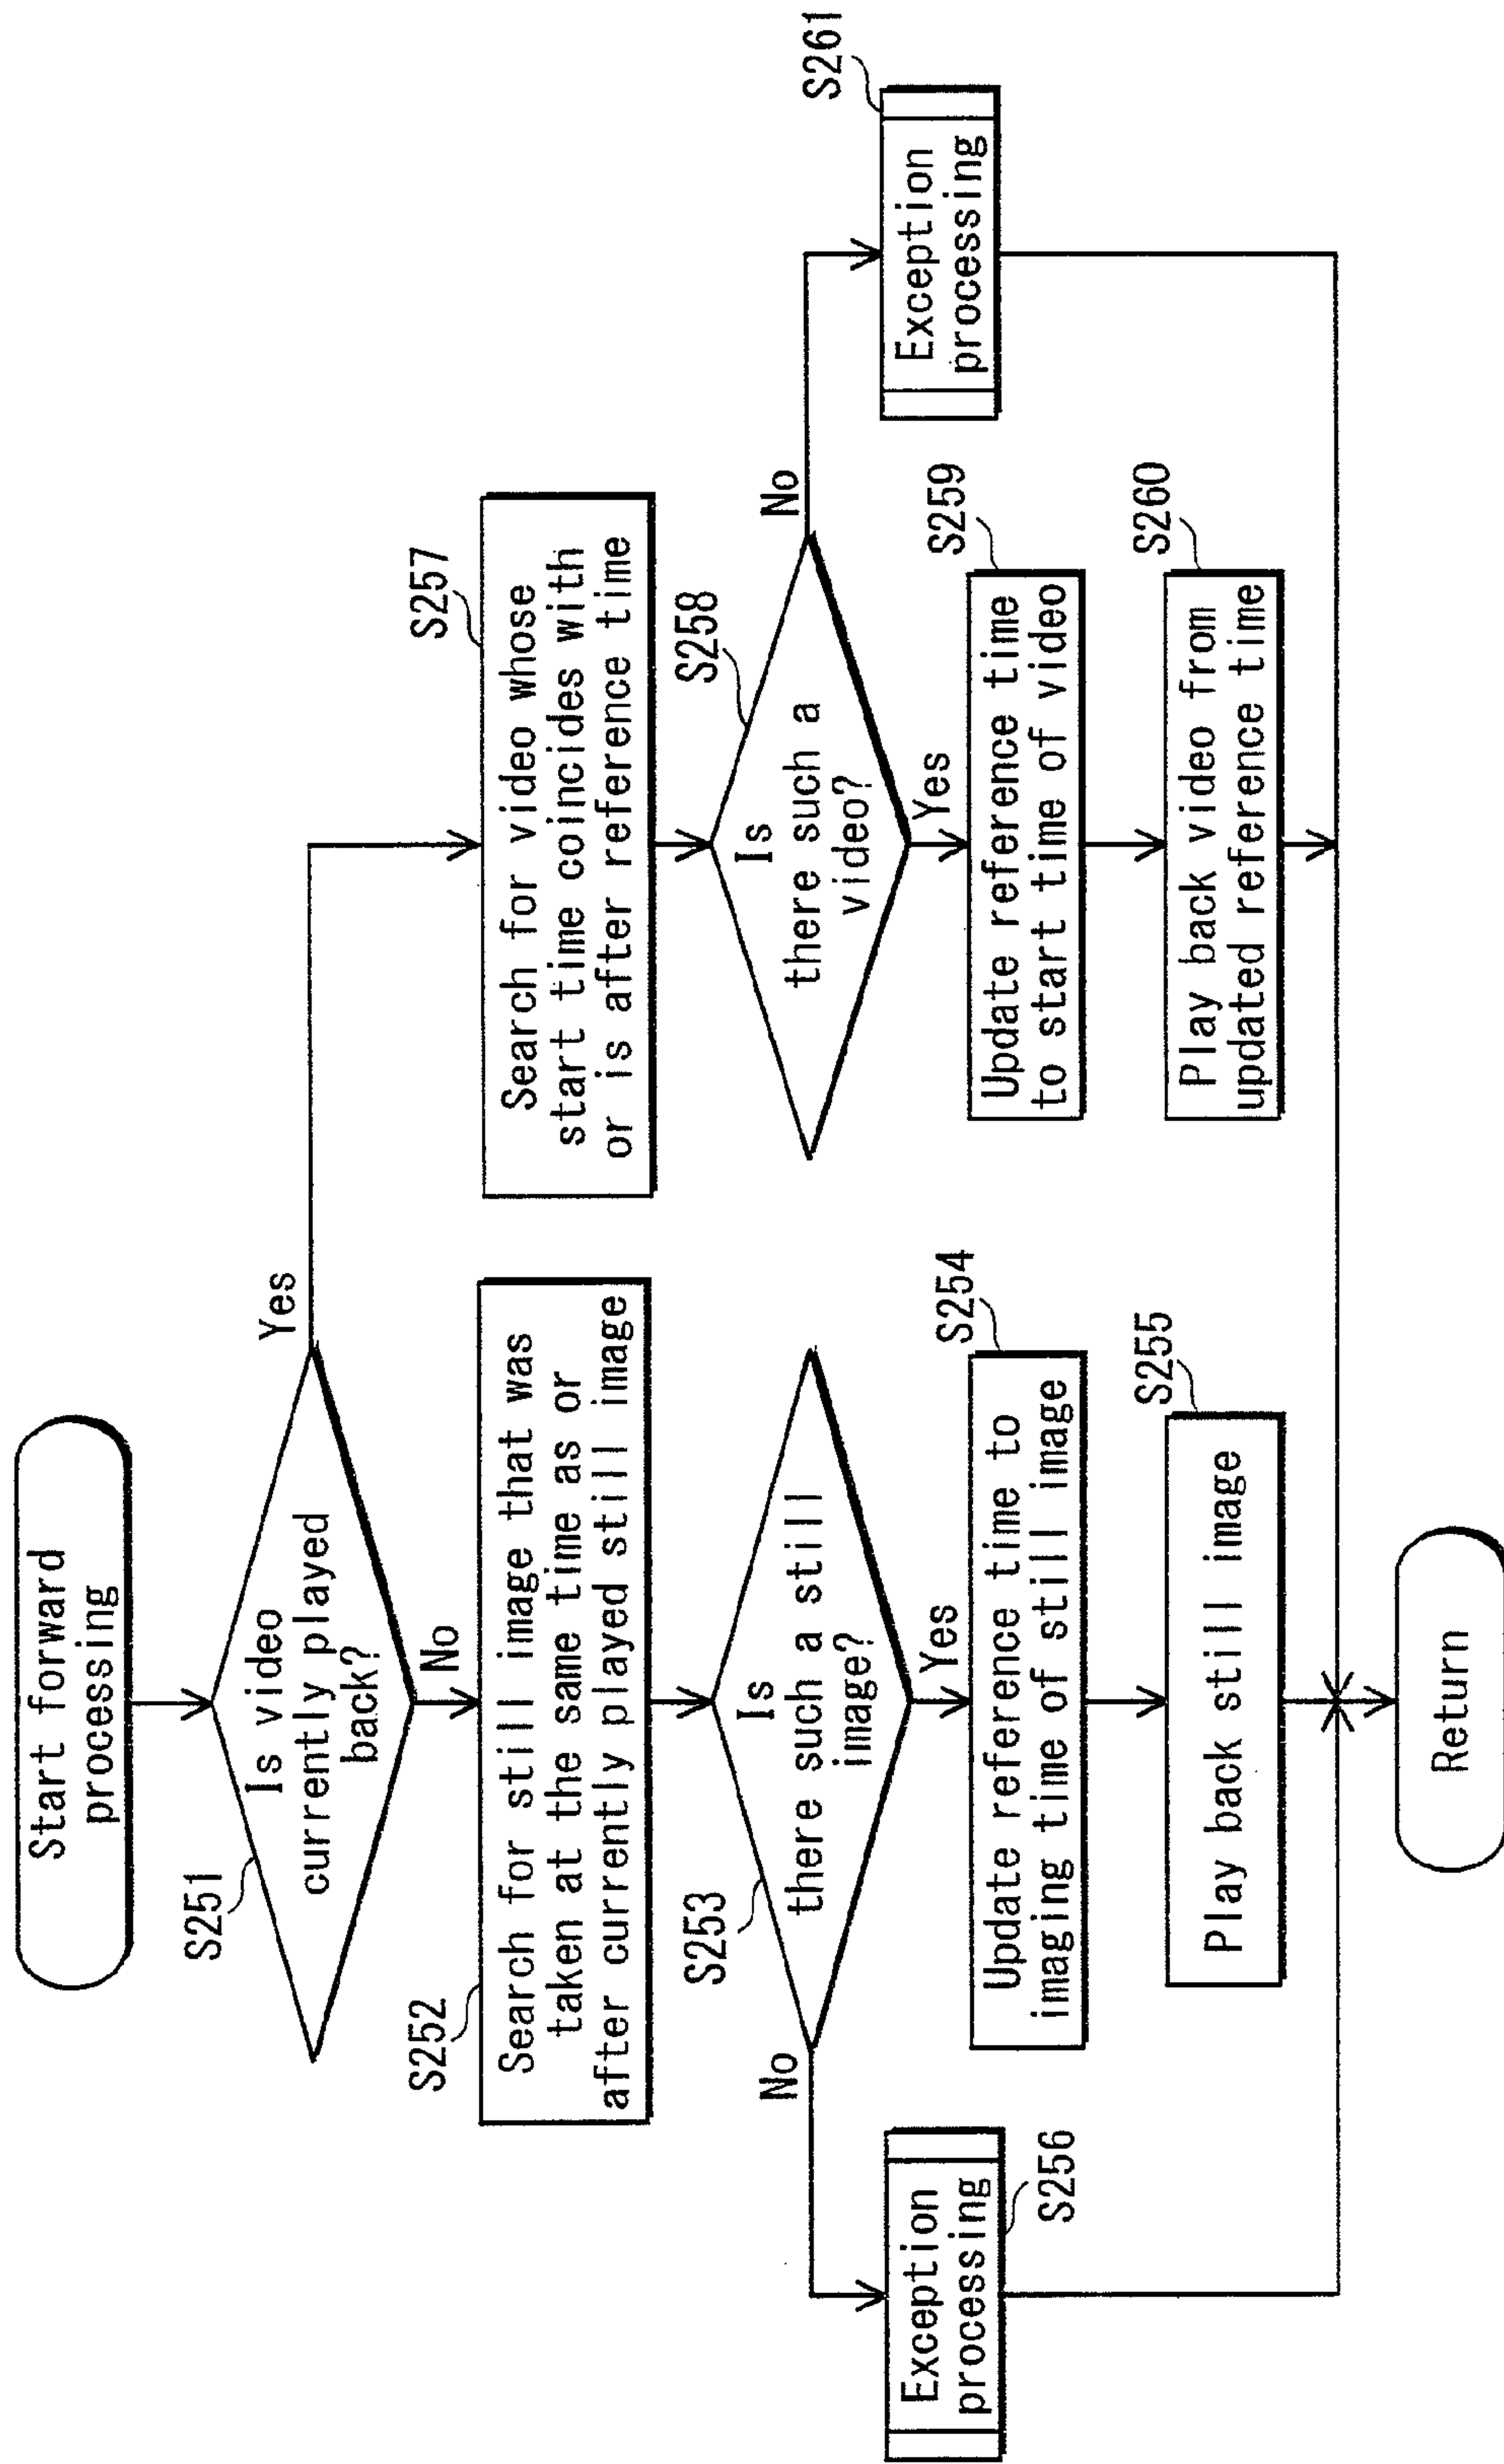 Start forward
processing
S251
Is video
currently played
back?
Yes
No
S252
Search for still image that was
taken at the same time as or
after currently played still image
S253
Is
there such a still
image?
No
Yes
S254
Update reference time to
imaging time of still image
S255
Play back still image
Exception
processing
S256
S257
Search for video whose
start time coincides with
or is after reference time
S258
Is
there such a
video?
No
Yes
S259
Update reference time
to start time of video
S260
Play back video from
updated reference time
S261
Exception
processing
Return